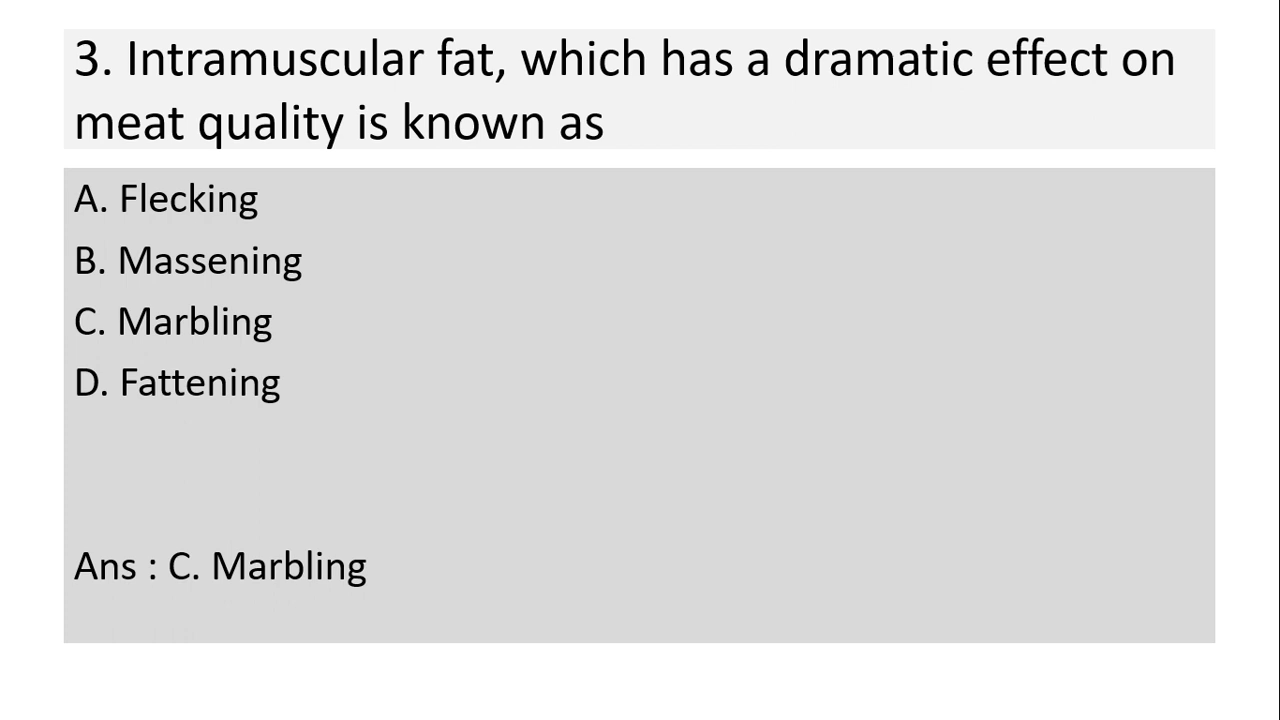 3. Intramuscular fat, which has a dramatic effect on
meat quality is known as
A. Flecking
B. Massening
C. Marbling
D. Fattening
Ans : C. Marbling